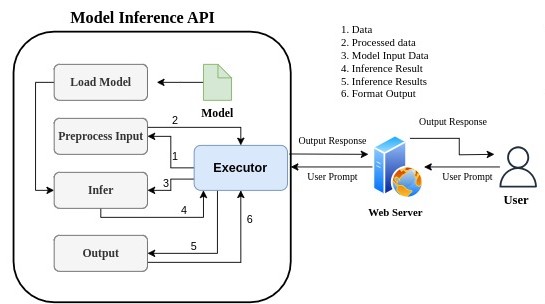 Model Inference API
1. Data
2. Processed data
3. Model Input Data
4. Inference Result
5. Inference Results
6. Format Output
Load Model
Model
2
Preprocess Input
1
Executor
Output Response
User Prompt
Output Response
User Prompt
3
Infer
4
Web Server
User
6
5
Output